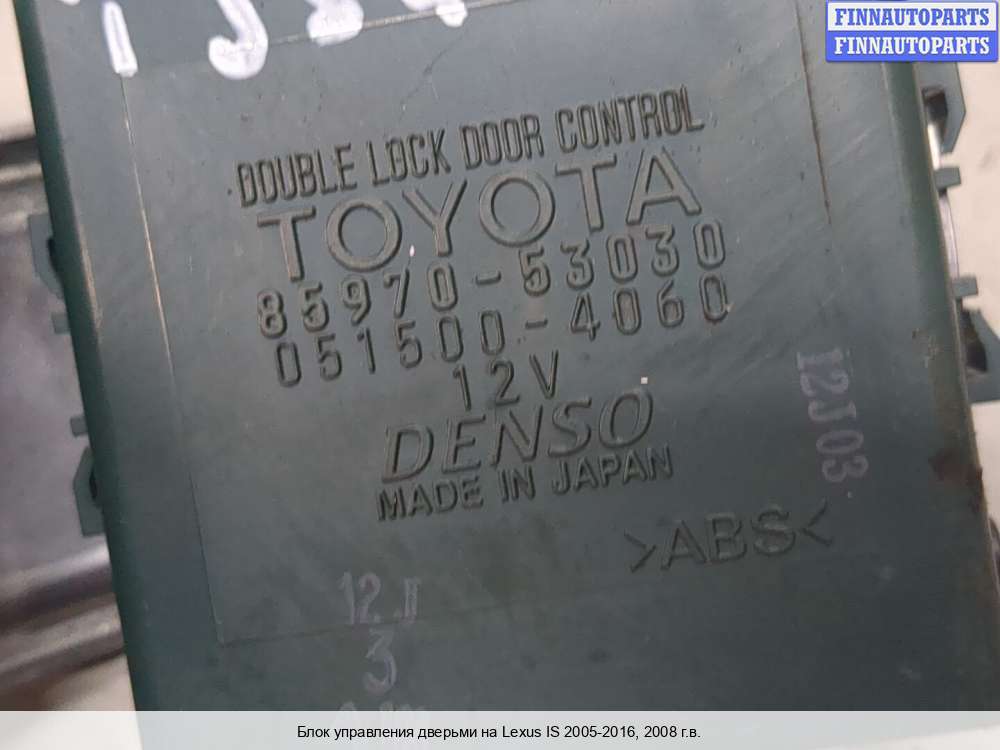 FINNAUTOPARTS
FINNAUTOPARTS
DOUBLE LOCK DOOR CONTROL
TOYOTA
85970-53030
051500-4060
12V
DENSO
MADE IN JAPAN
12J03
>ABS<
12
3
Блок управления дверьми на Lexus IS 2005-2016, 2008 г.в.